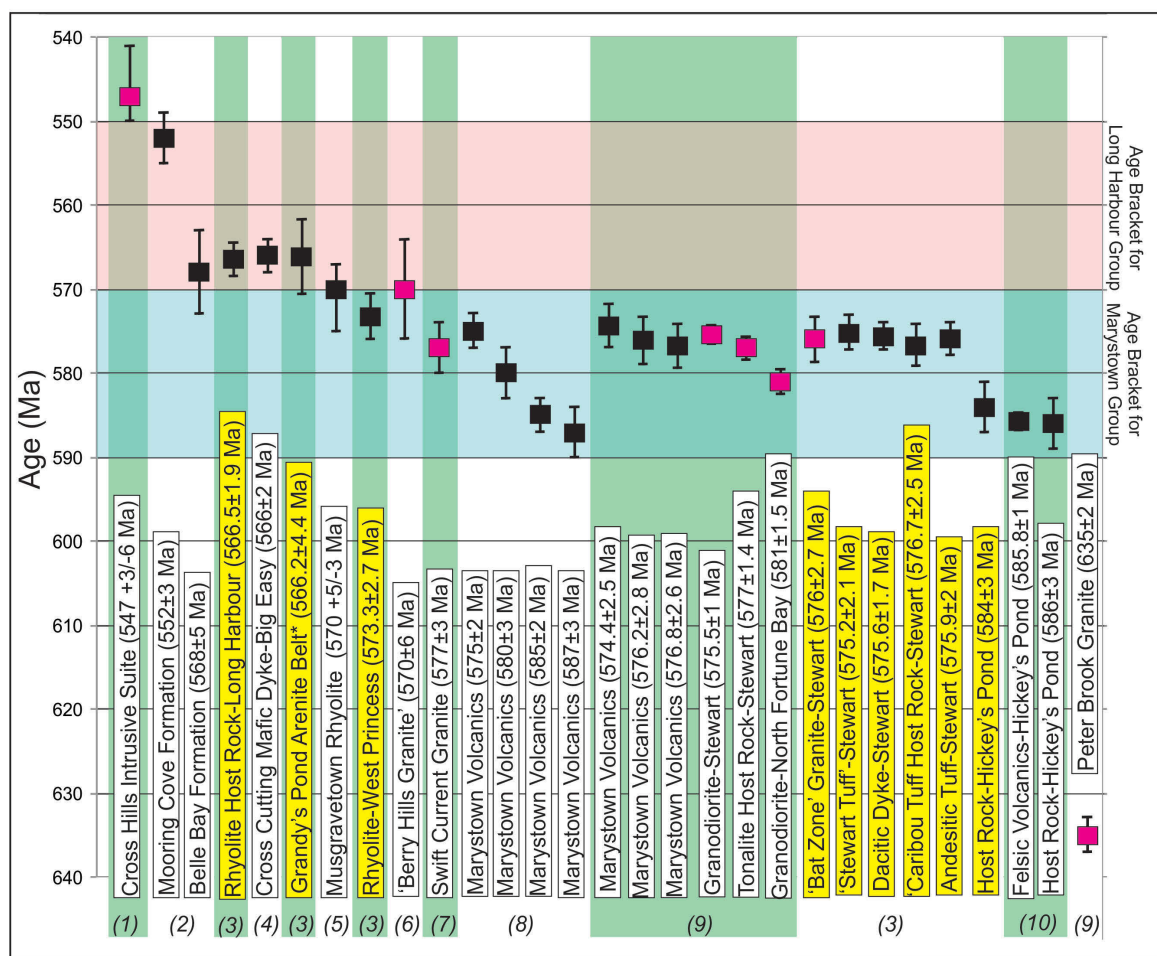 540
550
560
570
580
590
600
610
620
630
640
Age (Ma)
Age Bracket for
Long Harbour Group
Age Bracket for
Marystown Group
Cross Hills Intrusive Suite (547 +3/-6 Ma)
Mooring Cove Formation (552±3 Ma)
Belle Bay Formation (568±5 Ma)
Rhyolite Host Rock-Long Harbour (566.5±1.9 Ma)
Cross Cutting Mafic Dyke-Big Easy (566±2 Ma)
Grandy's Pond Arenite Belt* (566.2±4.4 Ma)
Musgravetown Rhyolite (570 +5/-3 Ma)
Rhyolite-West Princess (573.3±2.7 Ma)
‘Berry Hills Granite’ (570±6 Ma)
Swift Current Granite (577±3 Ma)
Marystown Volcanics (575±2 Ma)
Marystown Volcanics (580±3 Ma)
Marystown Volcanics (585±2 Ma)
Marystown Volcanics (587±3 Ma)
Marystown Volcanics (574.4±2.5 Ma)
Marystown Volcanics (576.2±2.8 Ma)
Marystown Volcanics (576.8±2.6 Ma)
Granodiorite-Stewart (575.5±1 Ma)
Tonalite Host Rock-Stewart (577±1.4 Ma)
Granodiorite-North Fortune Bay (581±1.5 Ma)
‘Bat Zone’ Granite-Stewart (576±2.7 Ma)
‘Stewart Tuff’-Stewart (575.2±2.1 Ma)
Dacitic Dyke-Stewart (575.6±1.7 Ma)
‘Caribou Tuff Host Rock-Stewart (576.7±2.5 Ma)
Andesitic Tuff-Stewart (575.9±2 Ma)
Host Rock-Hickey's Pond (584±3 Ma)
Felsic Volcanics-Hickey's Pond (585.8±1 Ma)
Host Rock-Hickey's Pond (586±3 Ma)
Peter Brook Granite (635±2 Ma)
(1) (2) (3) (4) (3) (5) (3) (6) (7) (8) (9) (3) (10) (9)